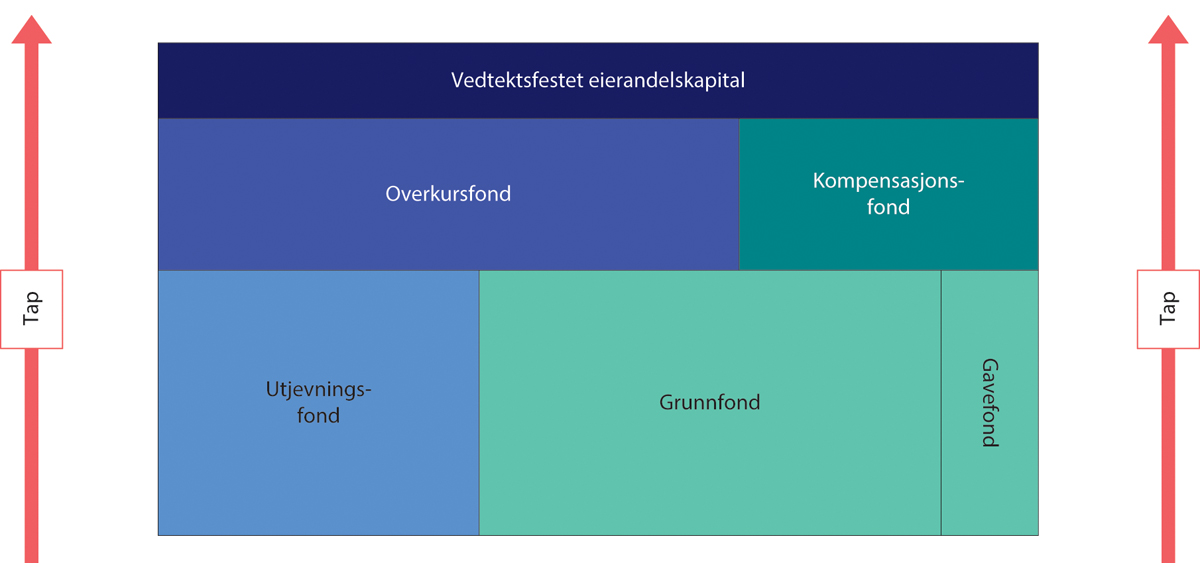 Vedtektsfestet eierandelskapital
Overkursfond
Kompensasjons-
fond
Tap
Tap
Utjevnings-
fond
Grunnfond
Gavefond